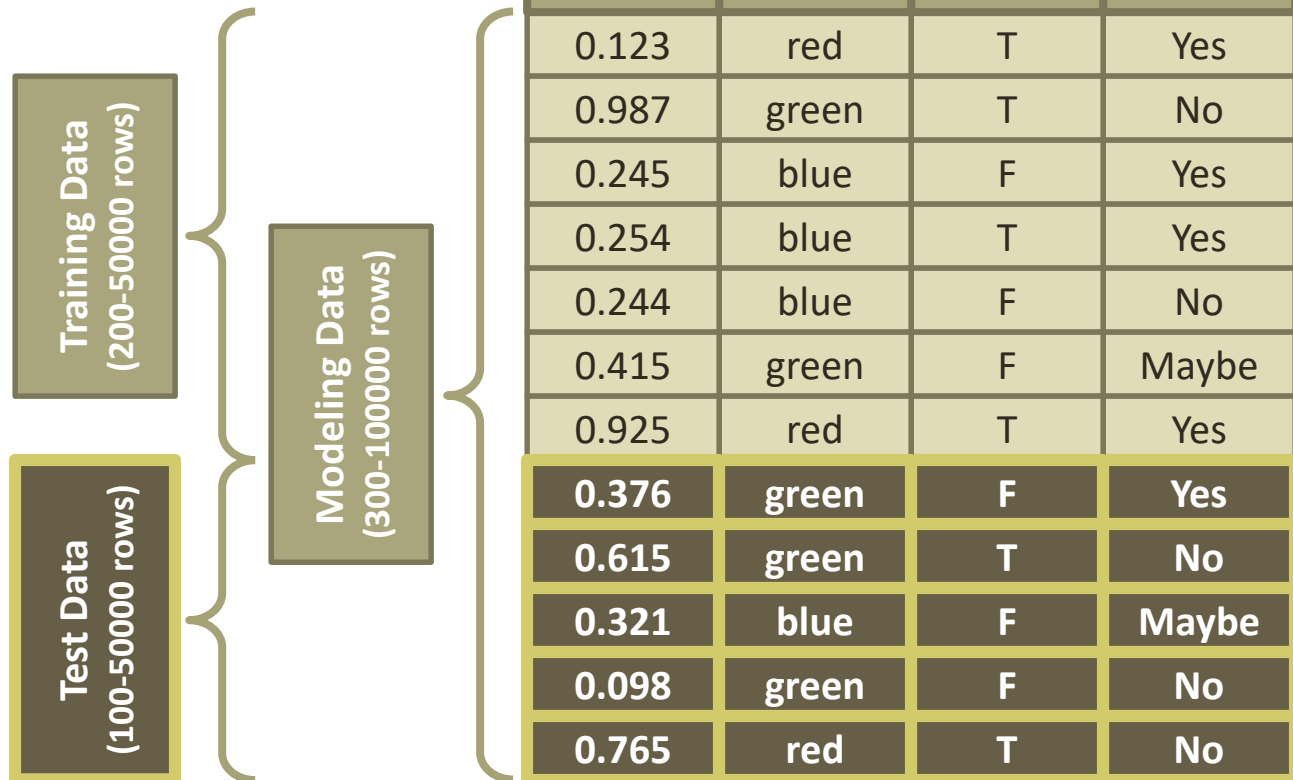 Training Data
(200-50000 rows)
Test Data
(100-50000 rows)
Modeling Data
(300-100000 rows)
0.123 red T Yes
0.987 green T No
0.245 blue F Yes
0.254 blue T Yes
0.244 blue F No
0.415 green F Maybe
0.925 red T Yes
0.376 green F Yes
0.615 green T No
0.321 blue F Maybe
0.098 green F No
0.765 red T No